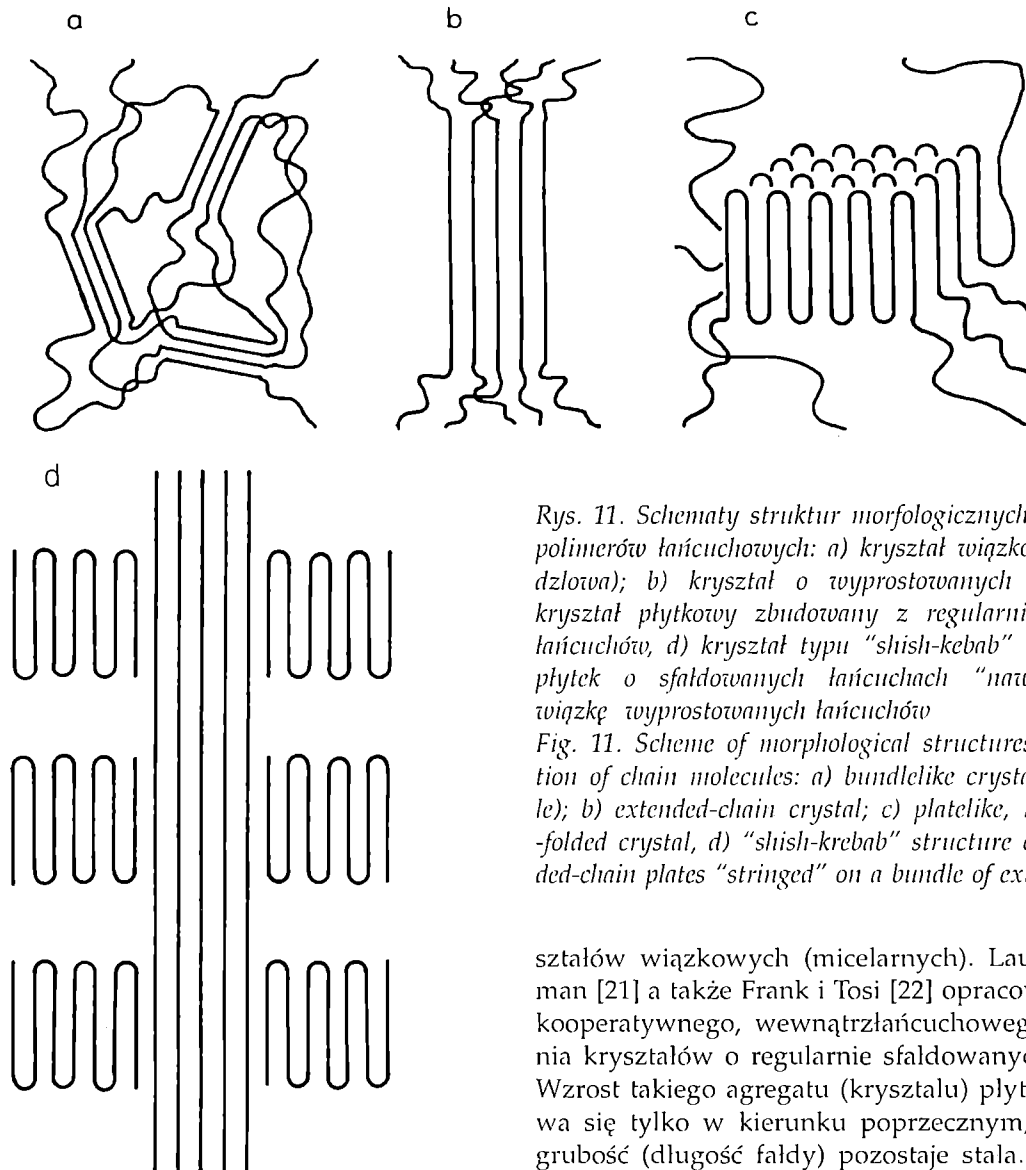 a
b
c
d
Rys. 11. Schematy struktur morfologicznych
polimerów łańcuchowych: a) kryształ wiązko
dzlowa); b) kryształ o wyprostowanych
kryształ płytkowy zbudowany z regularni
łańcuchów, d) kryształ typu "shish-kebab"
płytek o sfałdowanych łańcuchach "naw
wiązkę wyprostowanych łańcuchów
Fig. 11. Scheme of morphological structures
tion of chain molecules: a) bundlelike crysta
le); b) extended-chain crystal; c) platelike,
-folded crystal, d) "shish-krebab" structure
ded-chain plates "stringed" on a bundle of ex
ształów wiązkowych (micelarnych). Lau
man [21] a także Frank i Tosi [22] opraco
kooperatywnego, wewnątrzłańcuchoweg
nia kryształów o regularnie sfałdowany
Wzrost takiego agregatu (kryształu) płyt
wa się tylko w kierunku poprzecznym,
grubość (długość fałdy) pozostaje stała.